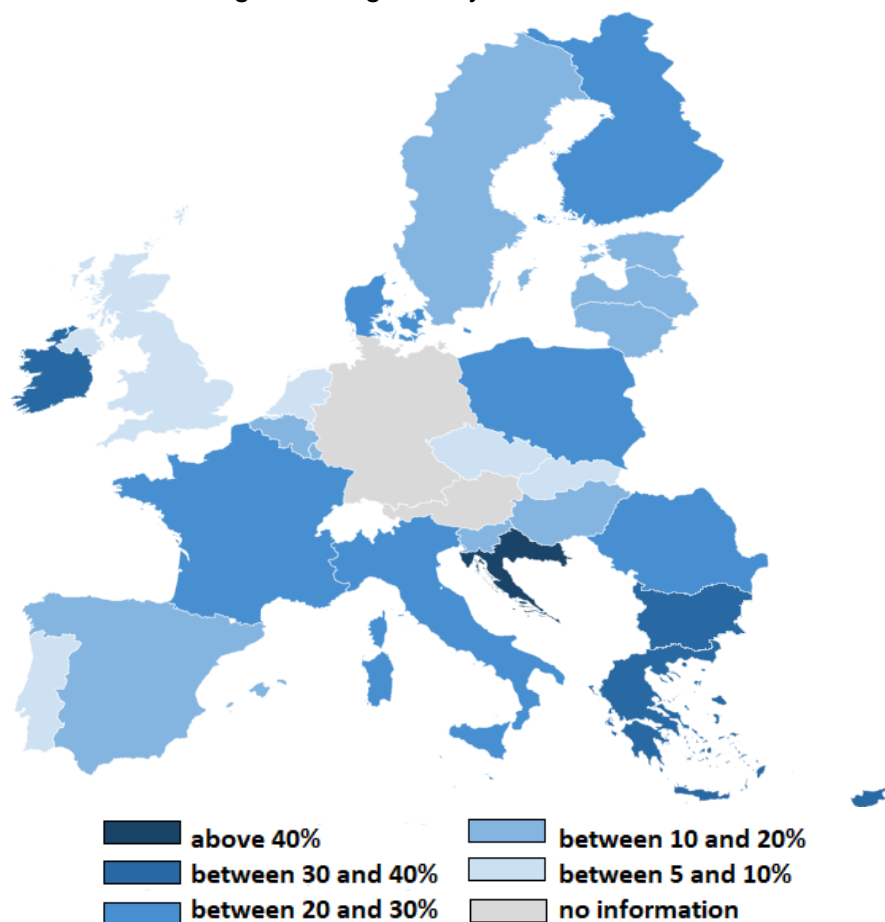 above 40%
between 30 and 40%
between 20 and 30%
between 10 and 20%
between 5 and 10%
no information